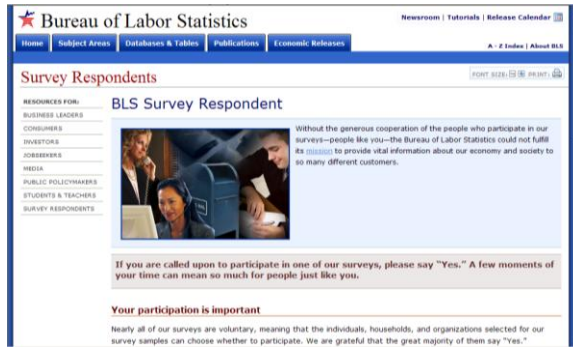 Bureau of Labor Statistics
Newsroom | Tutorials | Release Calendar
Home Subject Areas Databases & Tables Publications Economic Releases
A - Z Index | About BLS
Survey Respondents
FONT SIZE: PRINT:
RESOURCES FOR:
BUSINESS LEADERS
CONSUMERS
INVESTORS
JOBSEEKERS
MEDIA
PUBLIC POLICYMAKERS
STUDENTS & TEACHERS
SURVEY RESPONDENTS
BLS Survey Respondent
Without the generous cooperation of the people who participate in our
surveys—people like you—the Bureau of Labor Statistics could not fulfill
its mission to provide vital information about our economy and society to
so many different customers.
If you are called upon to participate in one of our surveys, please say "Yes." A few moments of
your time can mean so much for people just like you.
Your participation is important
Nearly all of our surveys are voluntary, meaning that the individuals, households, and organizations selected for our
survey samples can choose whether to participate. We are grateful that the great majority of them say "Yes."